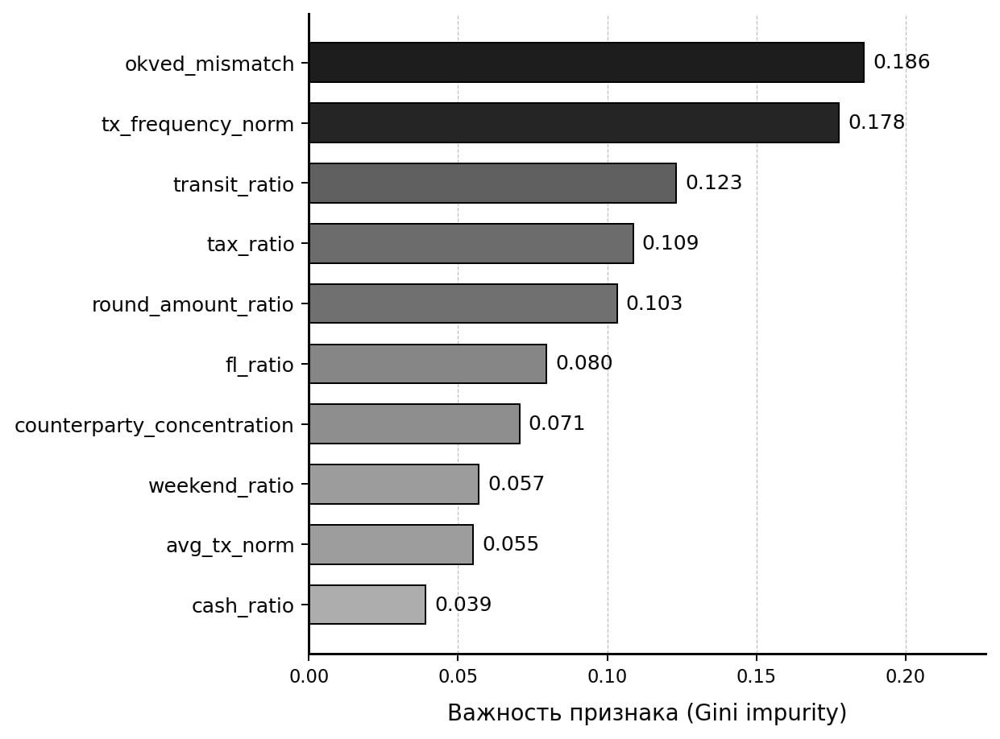 okved_mismatch 0.186
tx_frequency_norm 0.178
transit_ratio 0.123
tax_ratio 0.109
round_amount_ratio 0.103
fl_ratio 0.080
counterparty_concentration 0.071
weekend_ratio 0.057
avg_tx_norm 0.055
cash_ratio 0.039
0.00 0.05 0.10 0.15 0.20
Важность признака (Gini impurity)